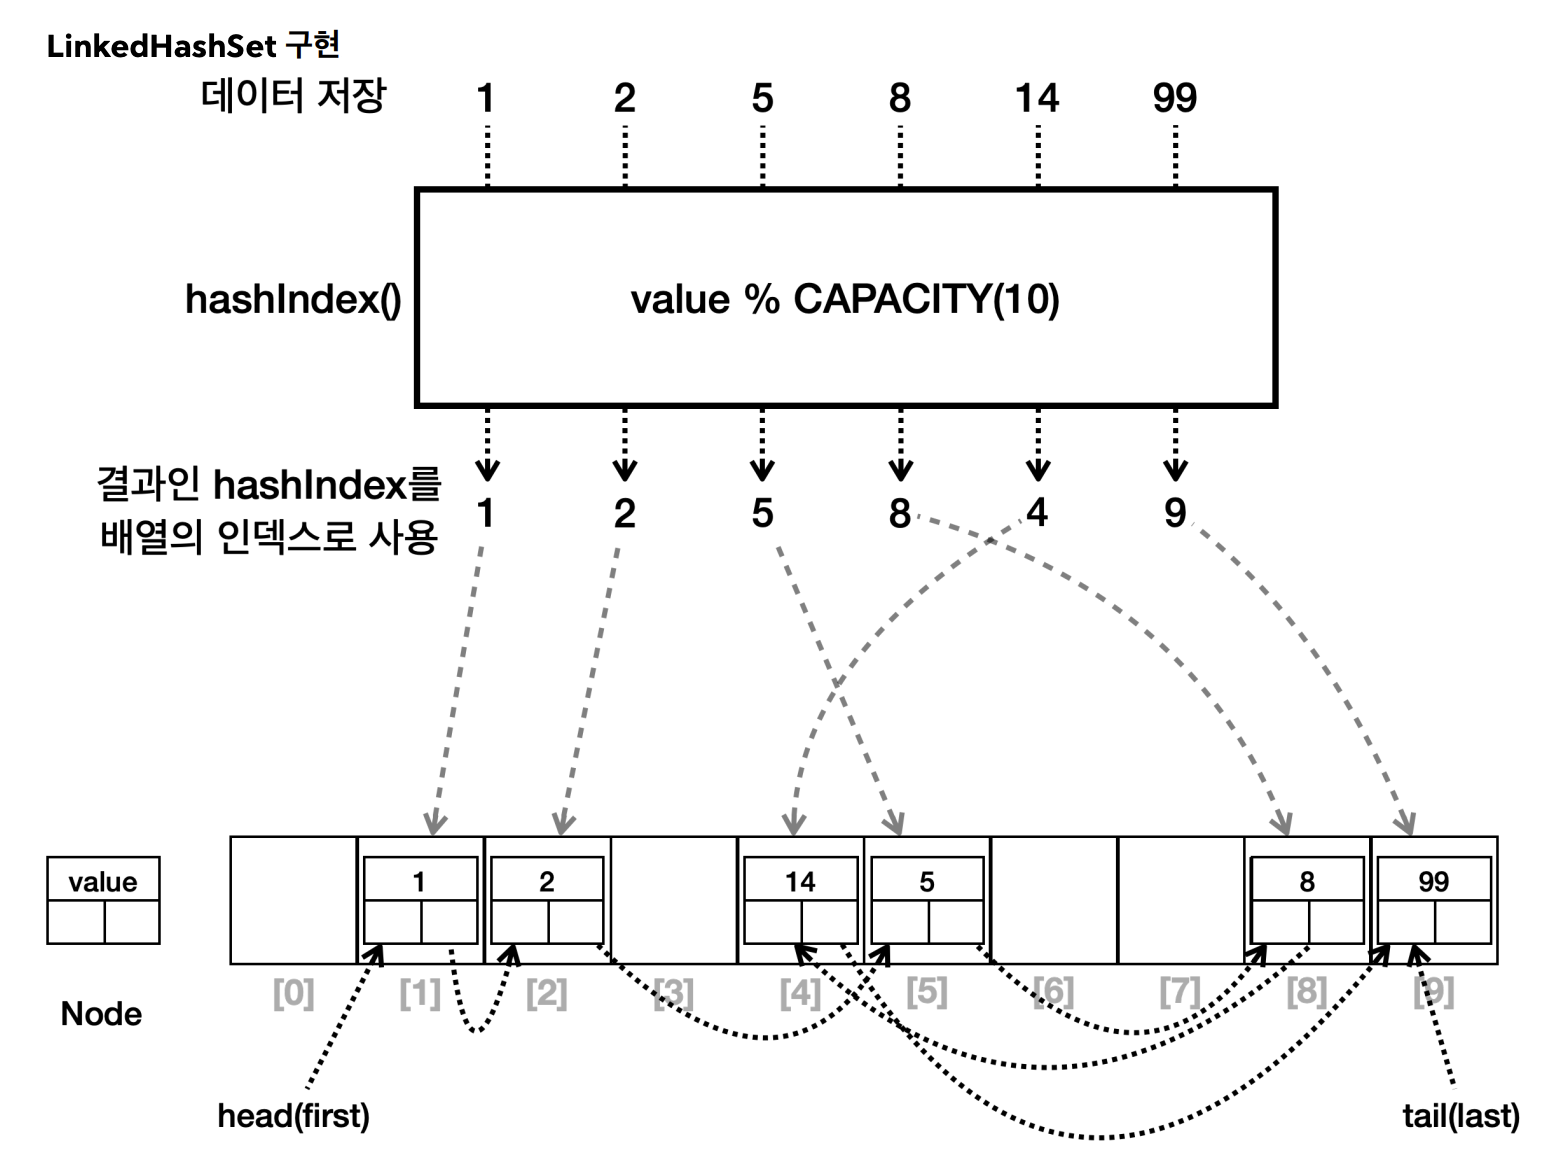 LinkedHashSet 구현
데이터 저장 1 2 5 8 14 99
hashIndex() value % CAPACITY(10)
결과인 hashIndex를
배열의 인덱스로 사용
1 2 5 8 4 9
value 1 2 14 5 8 99
[0] [1] [2] [3] [4] [5] [6] [7] [8] [9]
Node
head(first) tail(last)